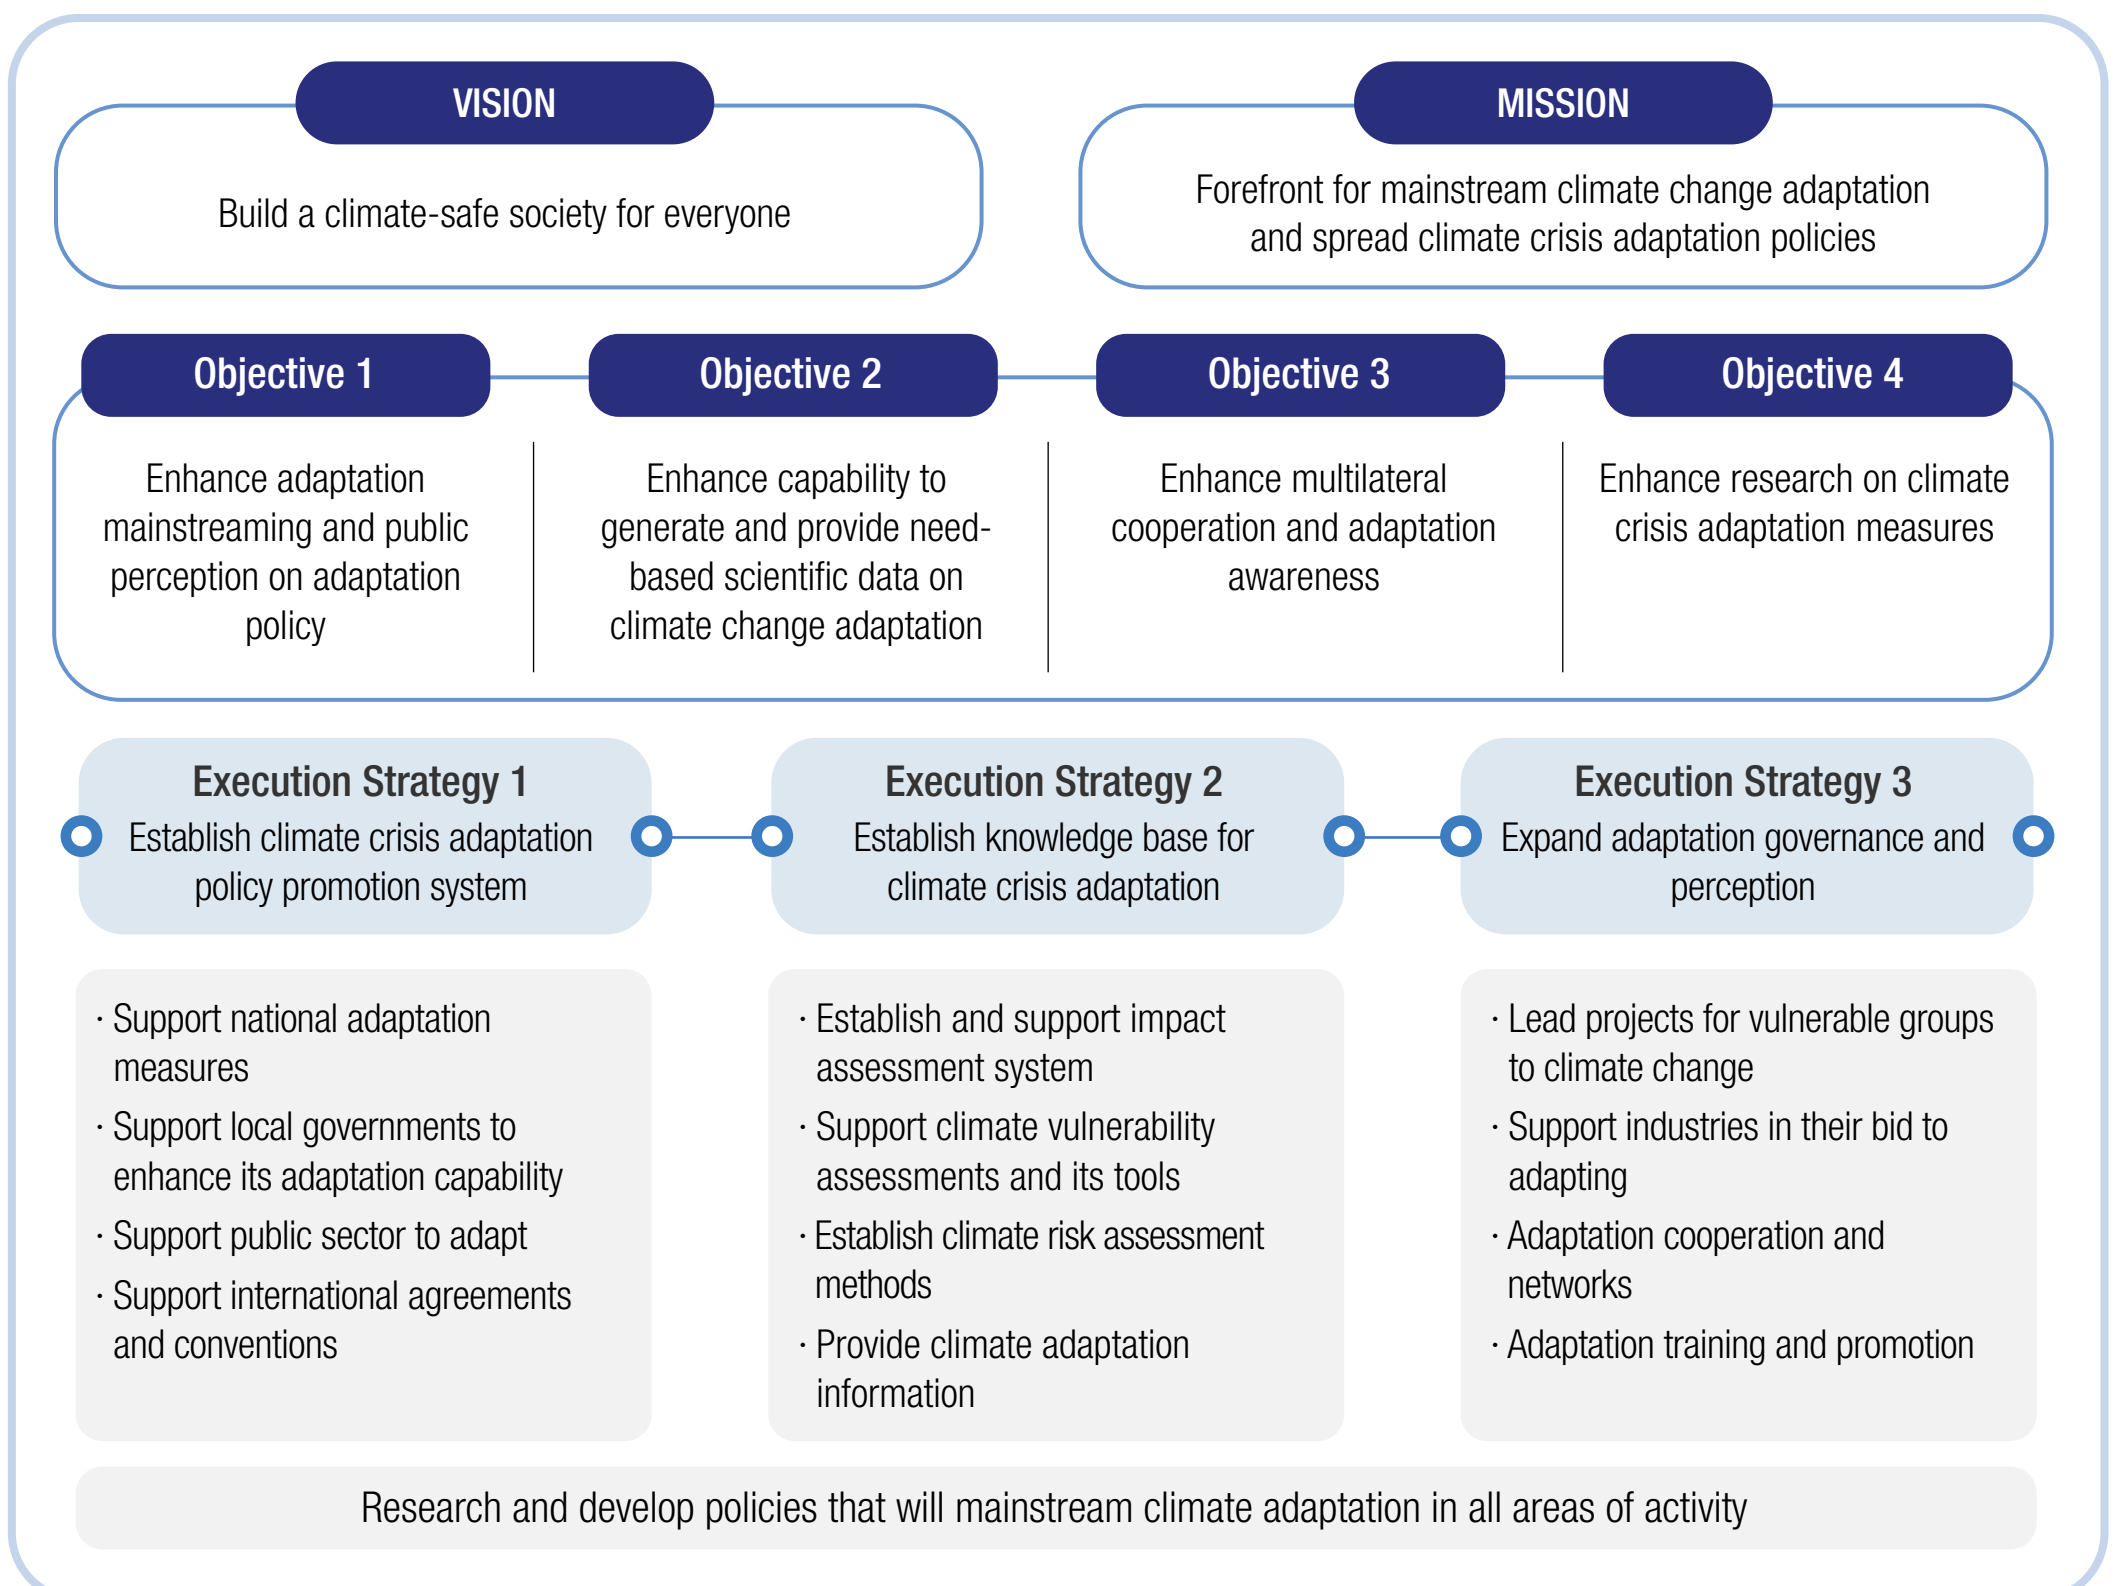 VISION
Build a climate-safe society for everyone
MISSION
Forefront for mainstream climate change adaptation
and spread climate crisis adaptation policies
Objective 1
Enhance adaptation
mainstreaming and public
perception on adaptation
policy
Objective 2
Enhance capability to
generate and provide need-
based scientific data on
climate change adaptation
Objective 3
Enhance multilateral
cooperation and adaptation
awareness
Objective 4
Enhance research on climate
crisis adaptation measures
Execution Strategy 1
Establish climate crisis adaptation
policy promotion system
· Support national adaptation
measures
· Support local governments to
enhance its adaptation capability
· Support public sector to adapt
· Support international agreements
and conventions
Execution Strategy 2
Establish knowledge base for
climate crisis adaptation
· Establish and support impact
assessment system
· Support climate vulnerability
assessments and its tools
· Establish climate risk assessment
methods
· Provide climate adaptation
information
Execution Strategy 3
Expand adaptation governance and
perception
· Lead projects for vulnerable groups
to climate change
· Support industries in their bid to
adapting
· Adaptation cooperation and
networks
· Adaptation training and promotion
Research and develop policies that will mainstream climate adaptation in all areas of activity